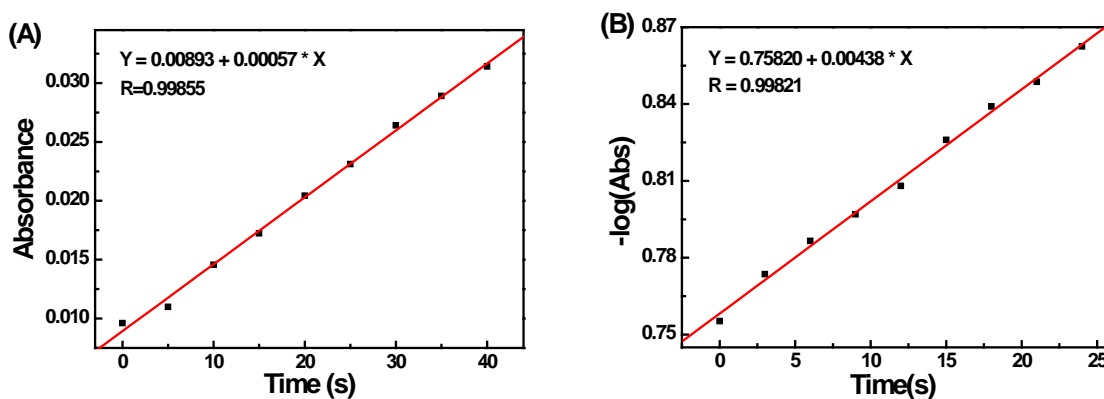 (A)
Y = 0.00893 + 0.00057 * X
R=0.99855
Absorbance
0.030
0.025
0.020
0.015
0.010
0 10 20 30 40
Time (s)
(B)
Y = 0.75820 + 0.00438 * X
R = 0.99821
-log(Abs)
0.87
0.84
0.81
0.78
0.75
0 5 10 15 20 25
Time(s)